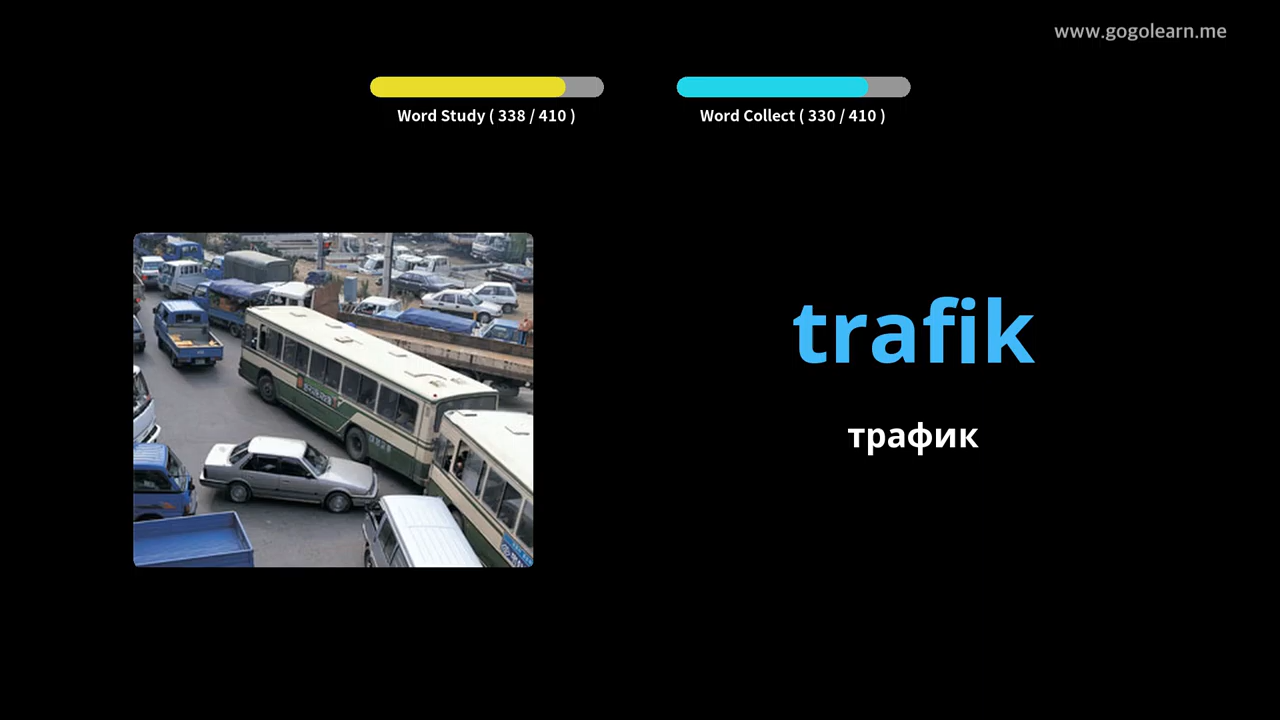 www.gogolearn.me
Word Study ( 338 / 410 )
Word Collect ( 330 / 410 )
trafik
трафик